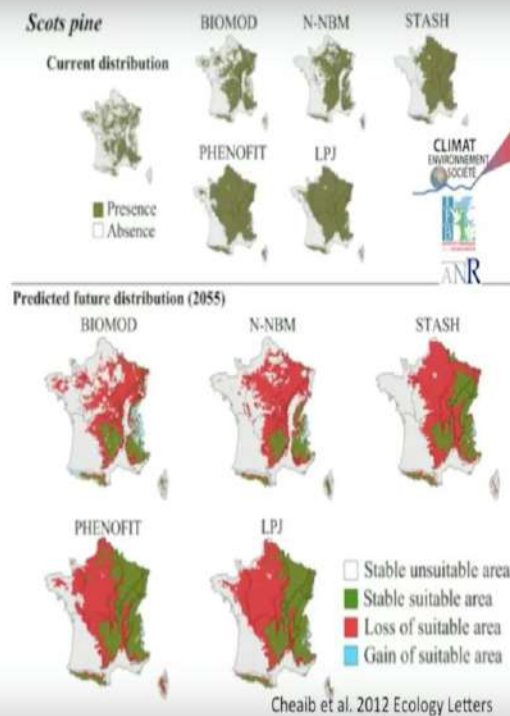 Scots pine
Current distribution
BIOMOD N-NBM STASH
PHENOFIT LPJ
Presence
Absence
CLIMAT
ENVIRONNEMENT
SOCIÉTÉ
ANR
Predicted future distribution (2055)
BIOMOD N-NBM STASH
PHENOFIT LPJ
Stable unsuitable area
Stable suitable area
Loss of suitable area
Gain of suitable area
Cheaib et al. 2012 Ecology Letters